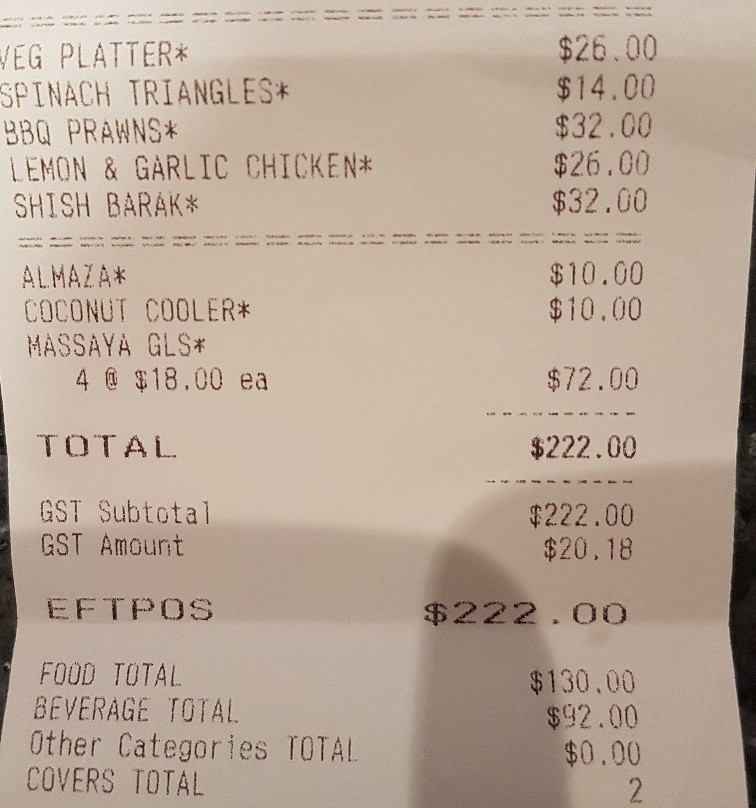 VEG PLATTER* $26.00
SPINACH TRIANGLES* $14.00
BBQ PRAWNS* $32.00
LEMON & GARLIC CHICKEN* $26.00
SHISH BARAK* $32.00
ALMAZA* $10.00
COCONUT COOLER* $10.00
MASSAYA GLS*
4 @ $18.00 ea $72.00
TOTAL $222.00
GST Subtotal $222.00
GST Amount $20.18
EFTPOS $222.00
FOOD TOTAL $130.00
BEVERAGE TOTAL $92.00
Other Categories TOTAL $0.00
COVERS TOTAL 2